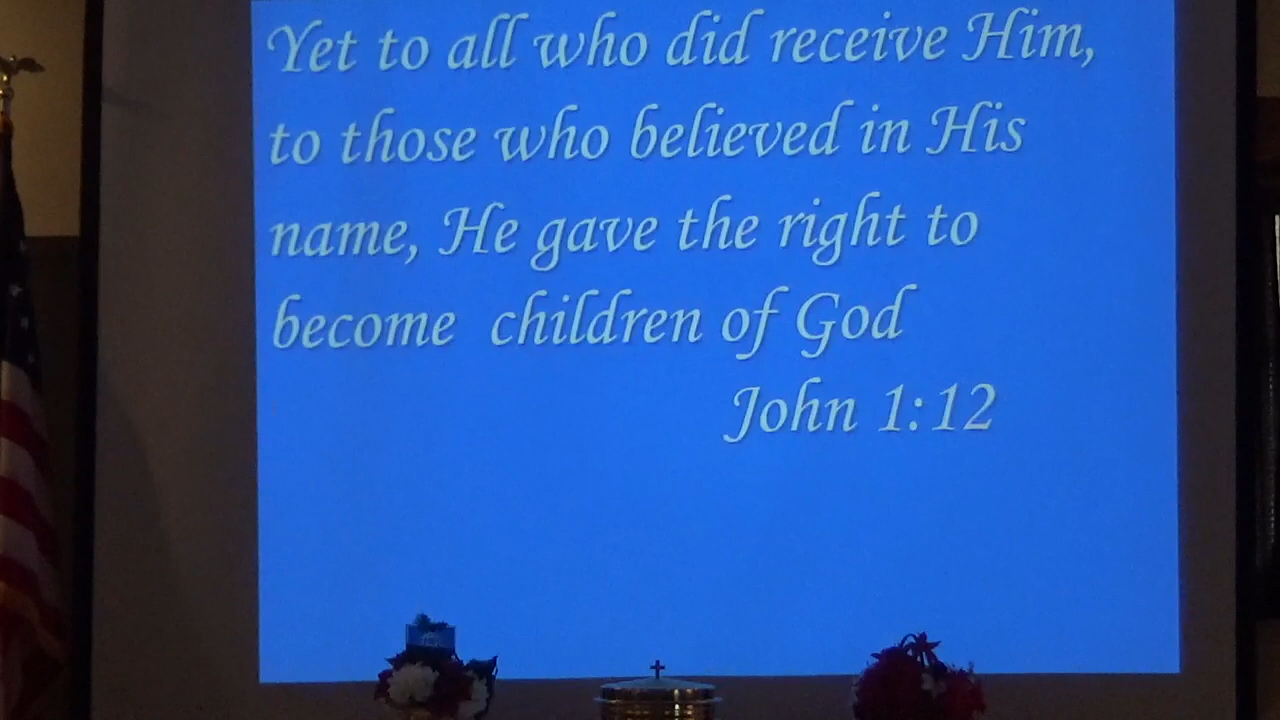 Yet to all who did receive Him,
to those who believed in His
name, He gave the right to
become children of God
John 1:12